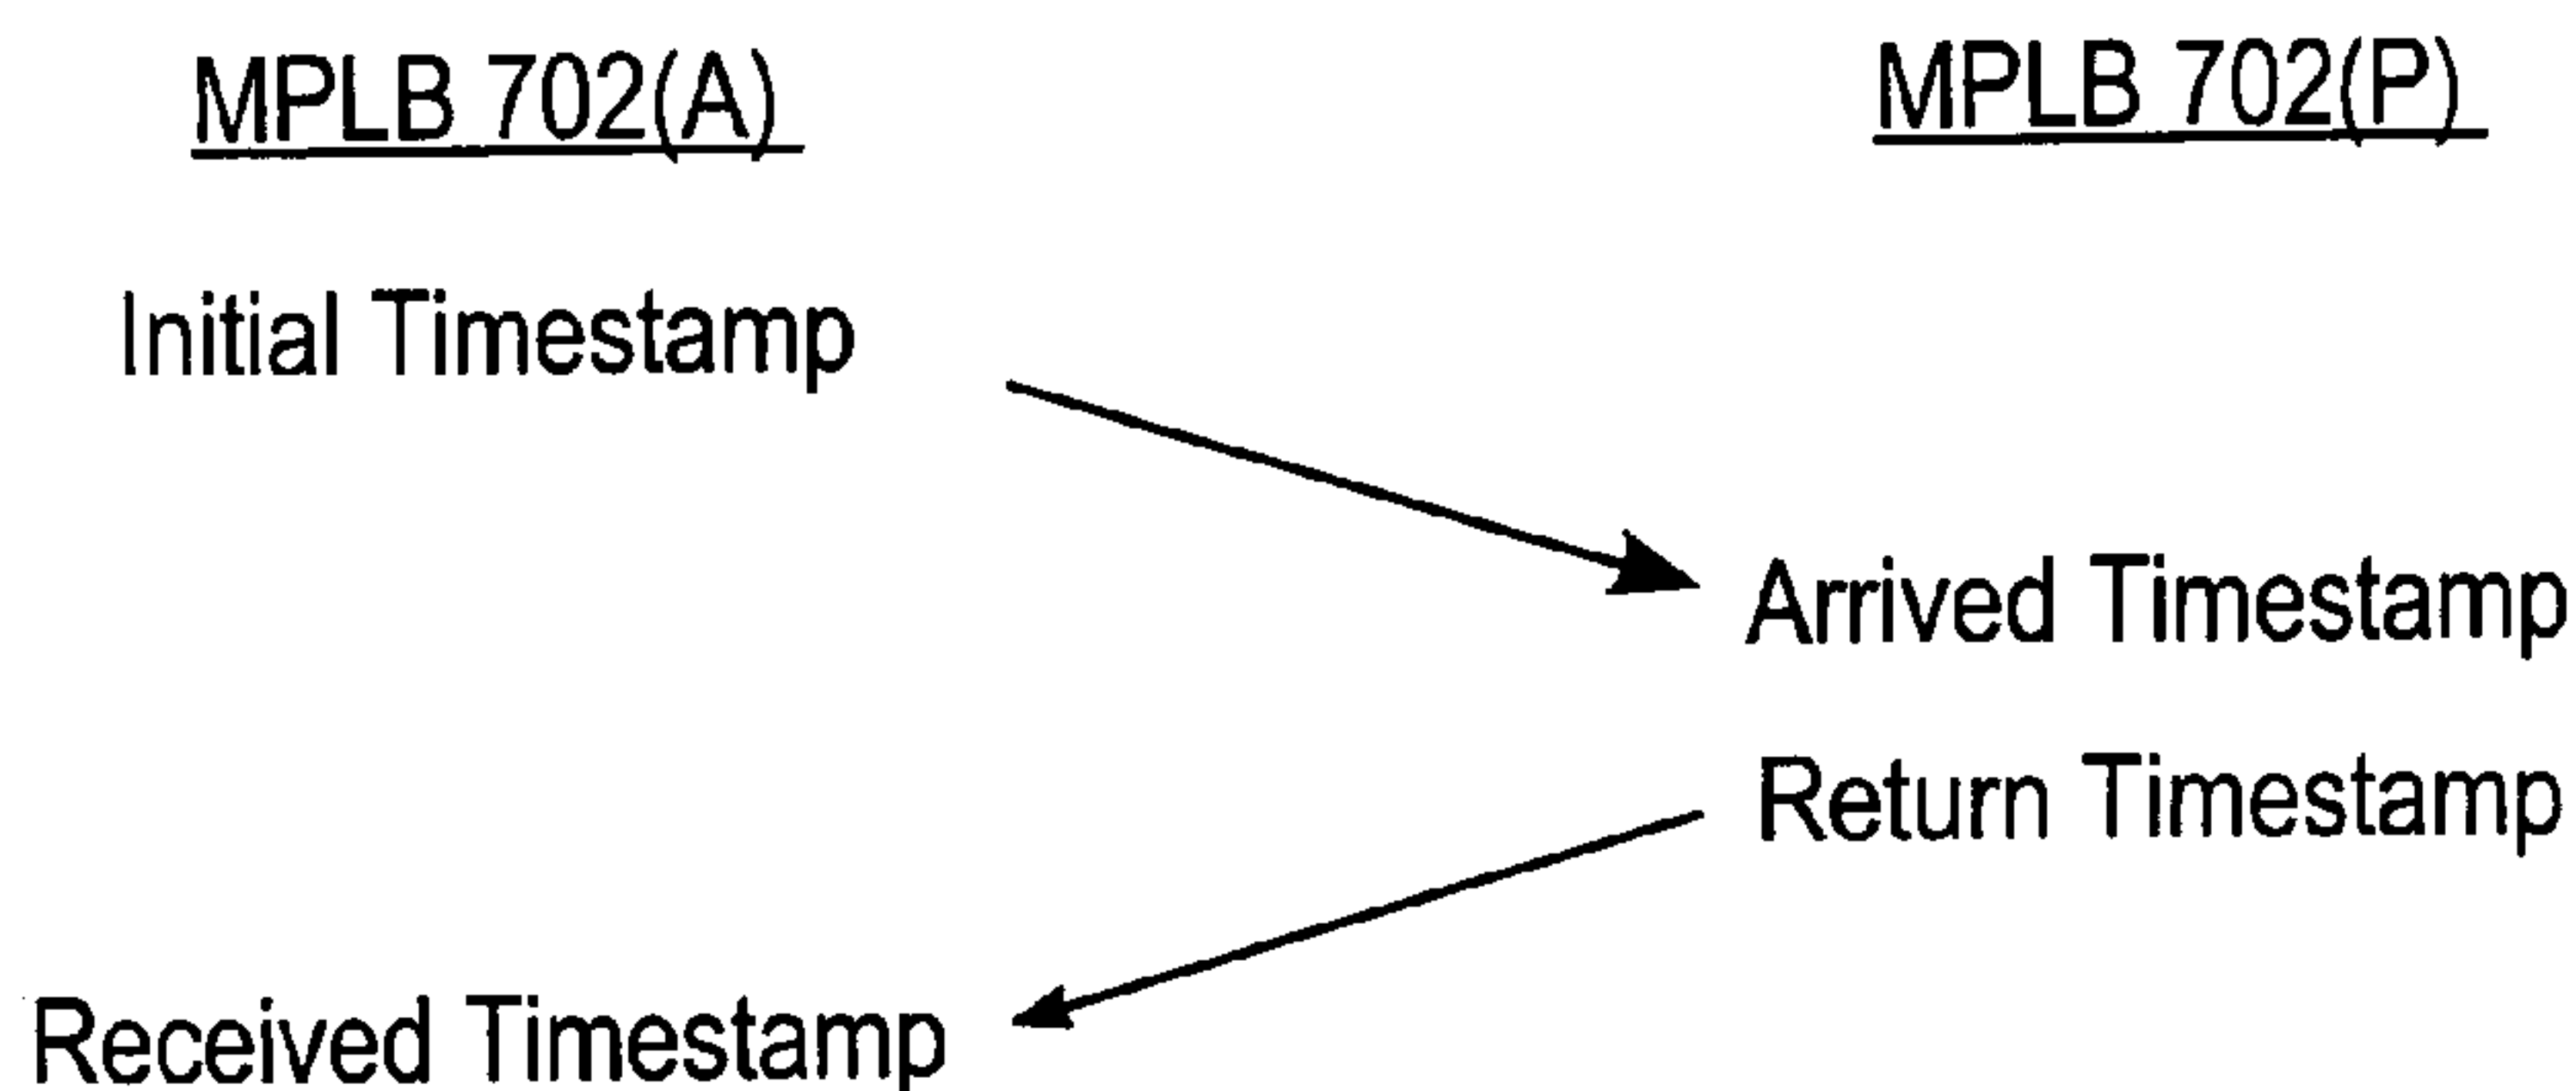 MPLB 702(A)
MPLB 702(P)
Initial Timestamp
Arrived Timestamp
Return Timestamp
Received Timestamp